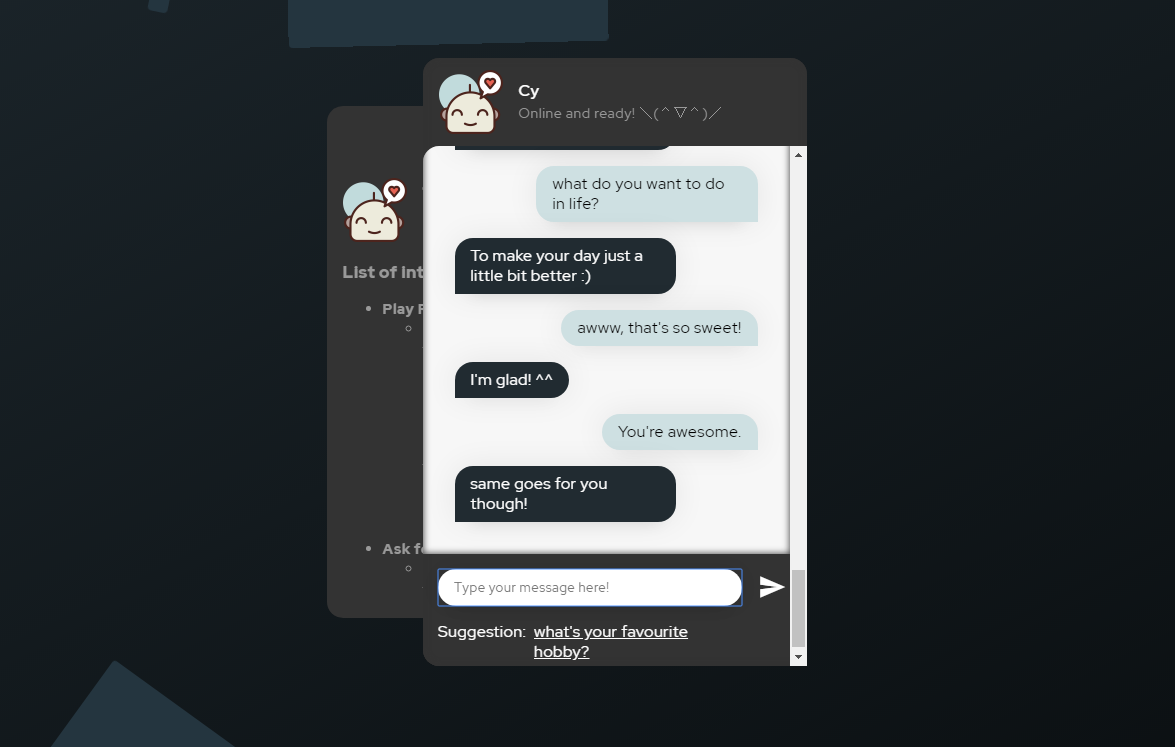 Cy
Online and ready! ＼(＾▽＾)／
what do you want to do
in life?
To make your day just a
little bit better :)
awww, that's so sweet!
I'm glad! ^^
You're awesome.
same goes for you
though!
Type your message here!
Suggestion: what's your favourite
hobby?
List of int
Play
Ask f